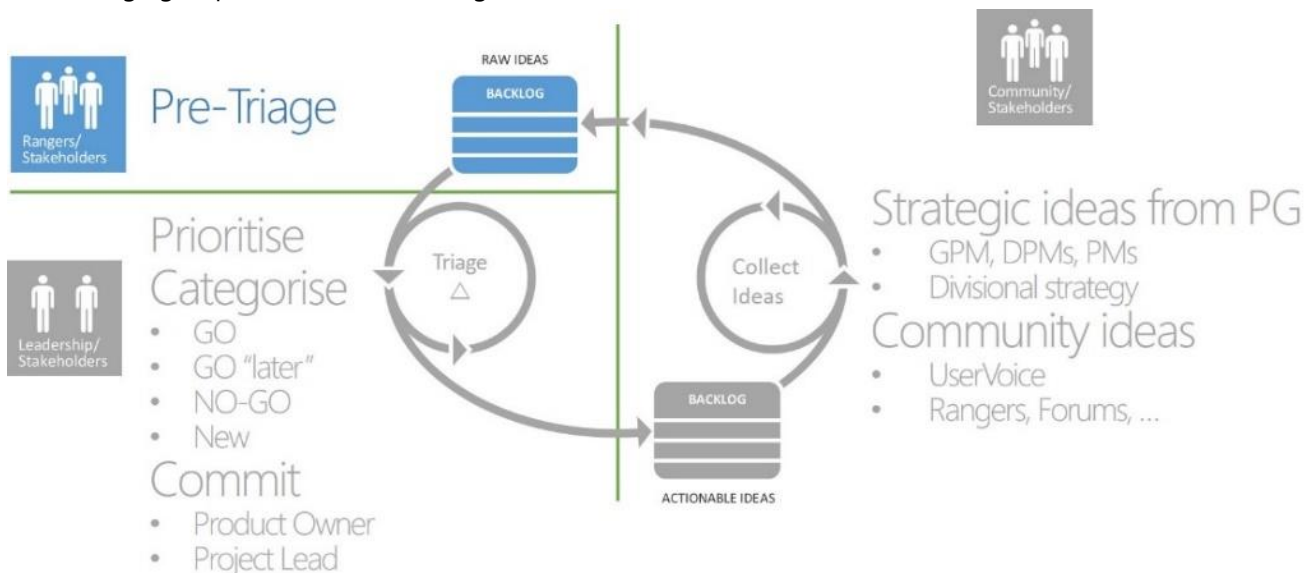 RAW IDEAS
BACKLOG
Pre-Triage
Rangers/
Stakeholders
Community/
Stakeholders
Prioritise
Categorise
• GO
• GO “later”
• NO-GO
• New
Commit
• Product Owner
• Project Lead
Leadership/
Stakeholders
Triage
Collect
Ideas
BACKLOG
ACTIONABLE IDEAS
Strategic ideas from PG
• GPM, DPMs, PMs
• Divisional strategy
Community ideas
• UserVoice
• Rangers, Forums, ...